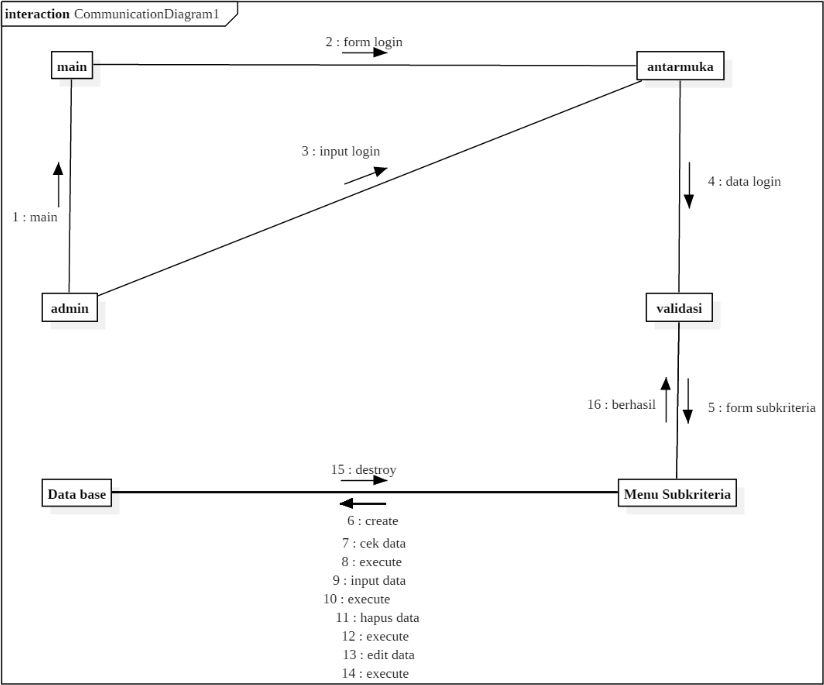 interaction CommunicationDiagram1
2 : form login
main
antarmuka
3 : input login
4 : data login
1 : main
admin
validasi
16 : berhasil
5 : form subkriteria
15 : destroy
Data base
Menu Subkriteria
6 : create
7 : cek data
8 : execute
9 : input data
10 : execute
11 : hapus data
12 : execute
13 : edit data
14 : execute